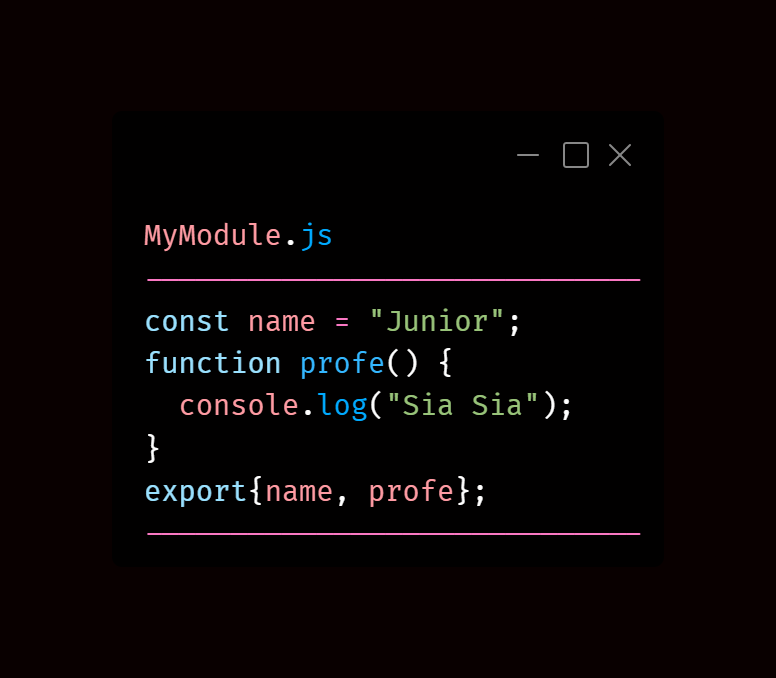 MyModule.js
const name = "Junior";
function profe() {
  console.log("Sia Sia");
}
export{name, profe};